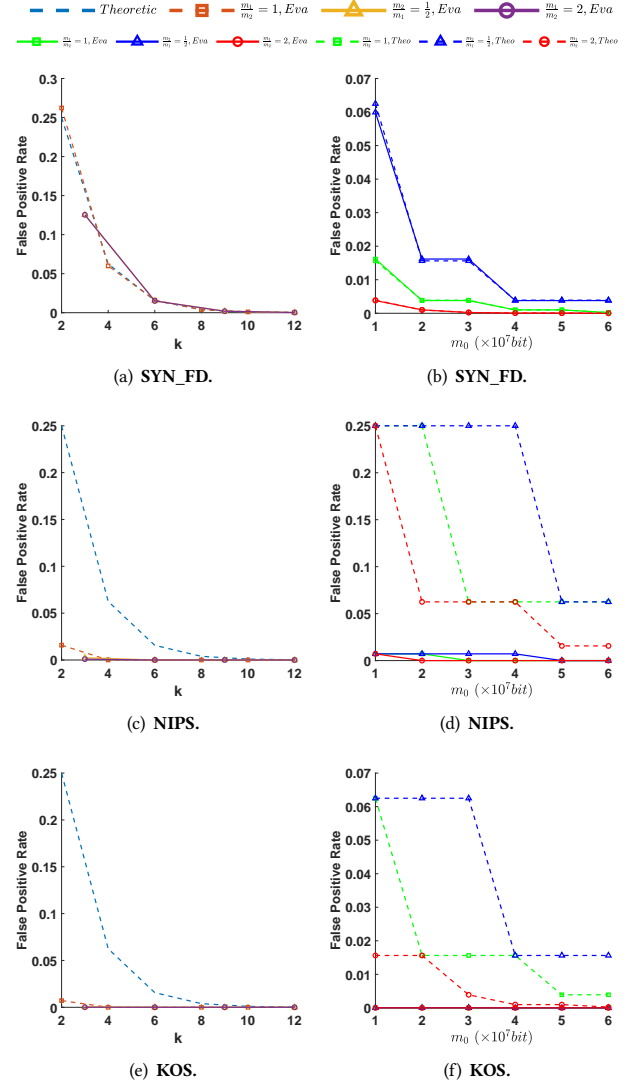 Theoretic m₁/m₂ = 1, Eva m₂/m₁ = 1/2, Eva m₁/m₂ = 2, Eva
m₁/m₂ = 1, Eva m₂/m₁ = 1/2, Eva m₁/m₂ = 2, Eva m₁/m₂ = 1, Theo m₂/m₁ = 1/2, Theo m₁/m₂ = 2, Theo
False Positive Rate
0.3
0.25
0.2
0.15
0.1
0.05
0
2 4 6 8 10 12
k
(a) SYN_FD.
False Positive Rate
0.07
0.06
0.05
0.04
0.03
0.02
0.01
0
1 2 3 4 5 6
m₀ (×10⁷bit)
(b) SYN_FD.
False Positive Rate
0.25
0.2
0.15
0.1
0.05
0
2 4 6 8 10 12
k
(c) NIPS.
False Positive Rate
0.25
0.2
0.15
0.1
0.05
0
1 2 3 4 5 6
m₀ (×10⁷bit)
(d) NIPS.
False Positive Rate
0.25
0.2
0.15
0.1
0.05
0
2 4 6 8 10 12
k
(e) KOS.
False Positive Rate
0.07
0.06
0.05
0.04
0.03
0.02
0.01
0
1 2 3 4 5 6
m₀ (×10⁷bit)
(f) KOS.